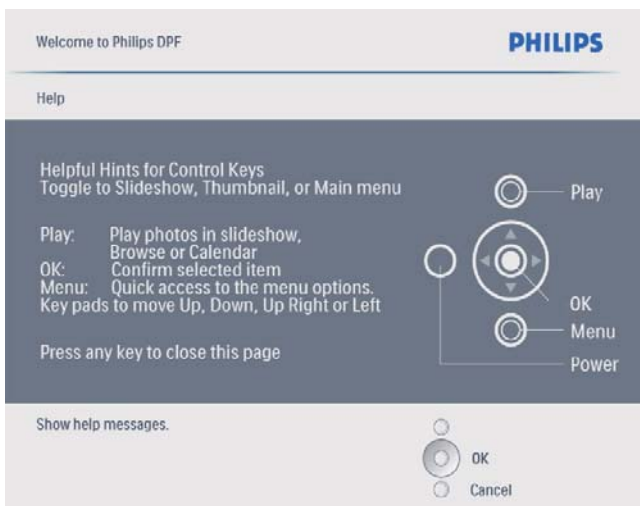 Welcome to Philips DPF
PHILIPS
Help
Helpful Hints for Control Keys
Toggle to Slideshow, Thumbnail, or Main menu
Play: Play photos in slideshow,
Browse or Calendar
OK: Confirm selected item
Menu: Quick access to the menu options.
Key pads to move Up, Down, Up Right or Left
Press any key to close this page
Play
OK
Menu
Power
Show help messages.
OK
Cancel